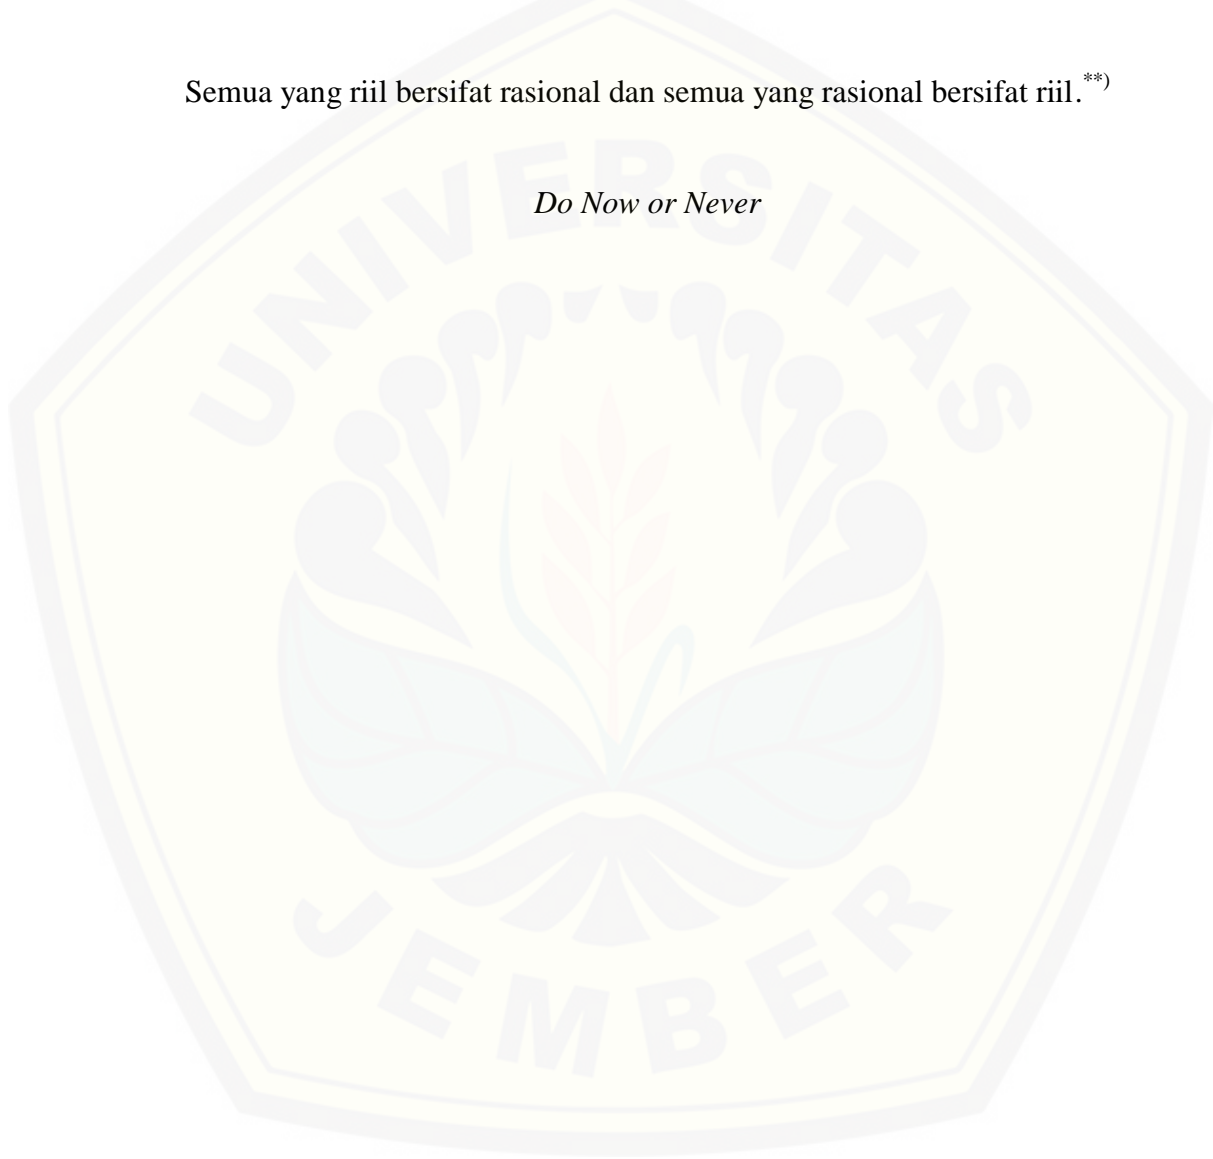 Semua yang riil bersifat rasional dan semua yang rasional bersifat riil.**)
Do Now or Never
UNIVERSITAS
JEMBER